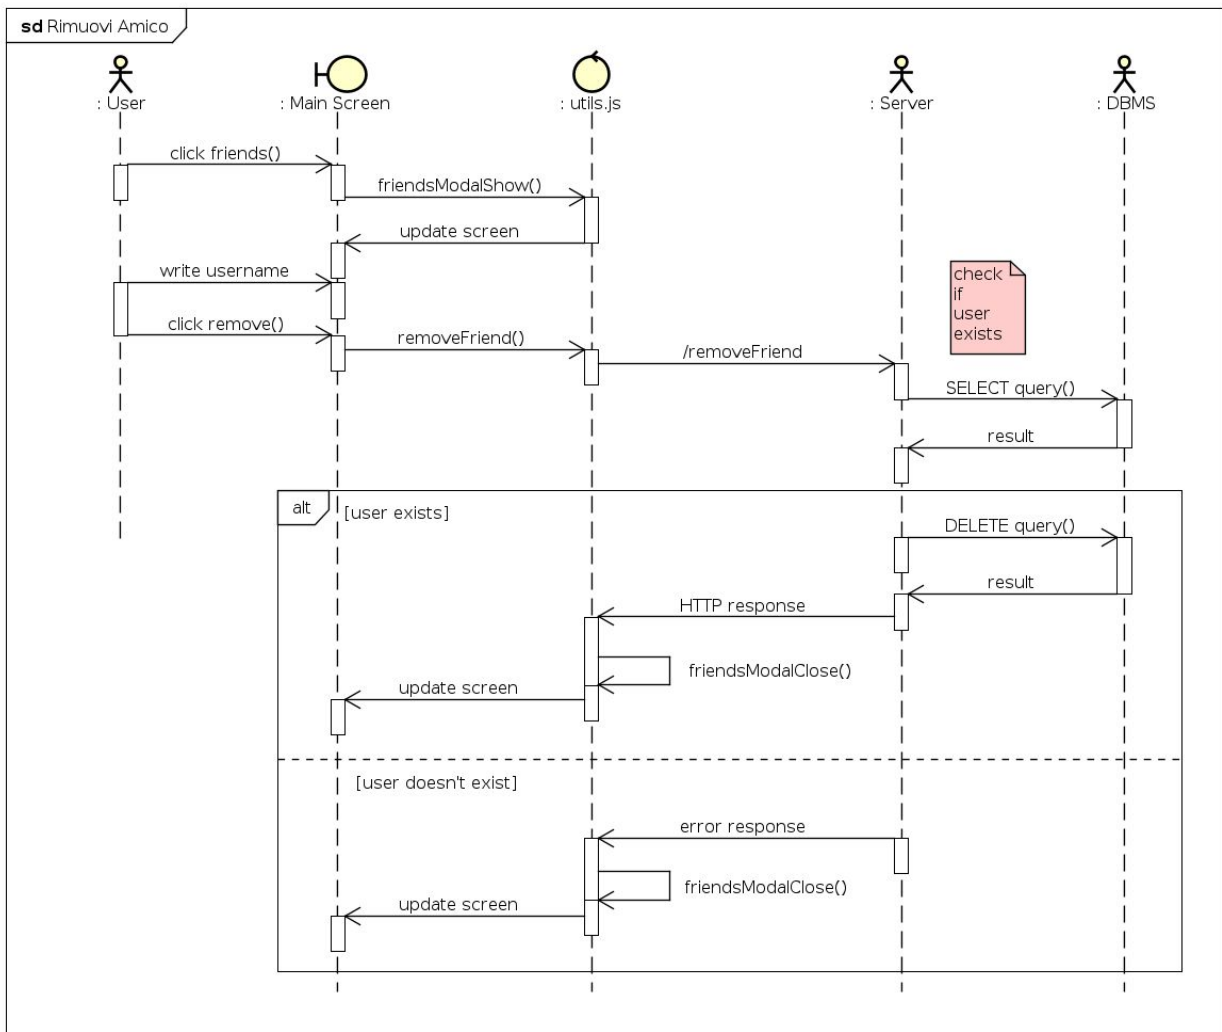 sd Rimuovi Amico
: User
: Main Screen
: utils.js
: Server
: DBMS
click friends()
friendsModalShow()
update screen
write username
check
if
user
exists
click remove()
removeFriend()
/removeFriend
SELECT query()
result
alt
[user exists]
DELETE query()
result
HTTP response
friendsModalClose()
update screen
[user doesn't exist]
error response
friendsModalClose()
update screen